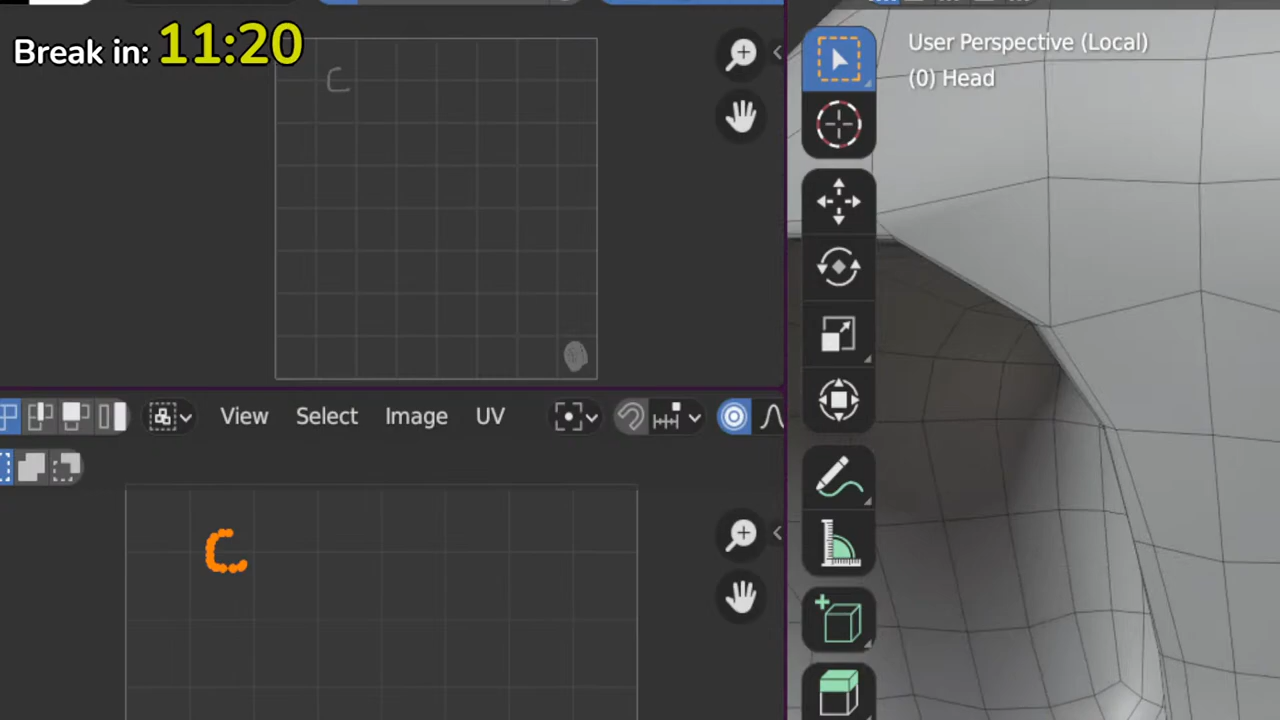 Break in: 11:20
User Perspective (Local)
(0) Head
View Select Image UV